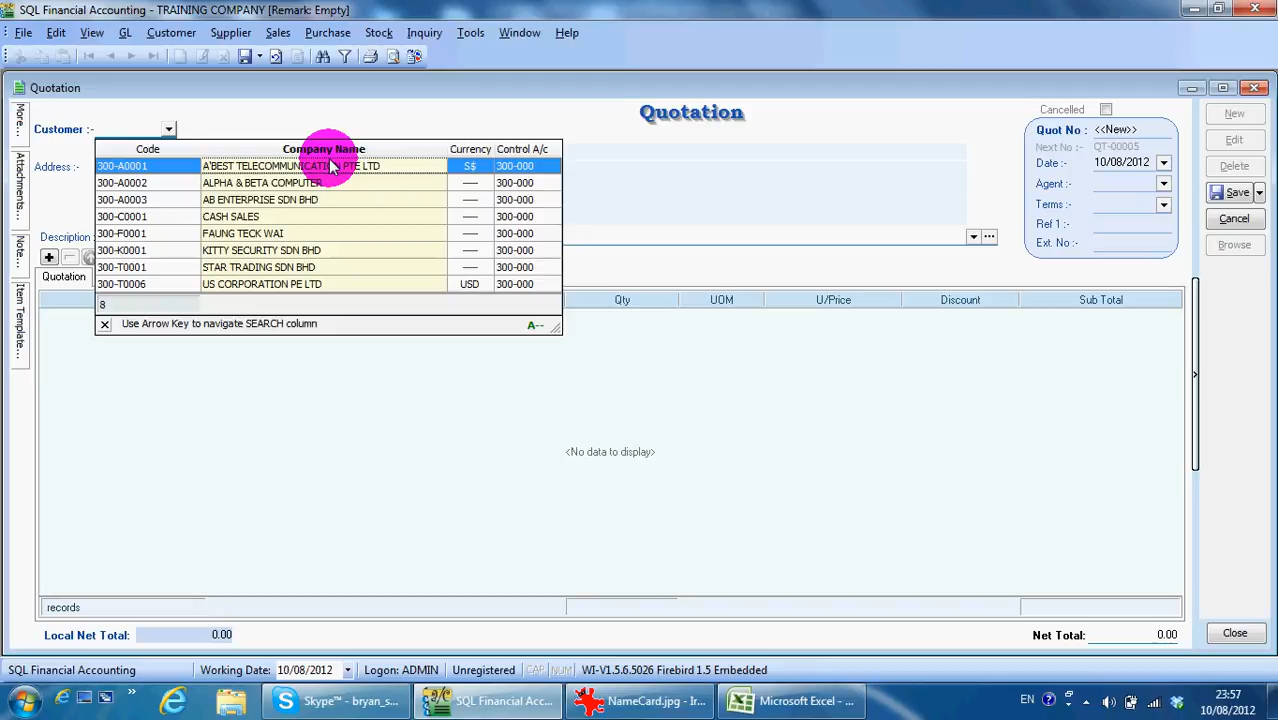 SQL Financial Accounting - TRAINING COMPANY [Remark: Empty]
File Edit View GL Customer Supplier Sales Purchase Stock Inquiry Tools Window Help
Quotation
Quotation
More...
Attachments...
Note...
Item Template...
Customer :-
Address :-
Description :
Cancelled
Quot No : <<New>>
Next No : QT-00005
Date : 10/08/2012
Agent :-
Terms :-
Ref 1 :
Ext. No :
New
Edit
Delete
Save
Cancel
Browse
Code Company Name Currency Control A/c
300-A0001 A'BEST TELECOMMUNICATION PTE LTD S$ 300-000
300-A0002 ALPHA & BETA COMPUTER ---- 300-000
300-A0003 AB ENTERPRISE SDN BHD ---- 300-000
300-C0001 CASH SALES ---- 300-000
300-F0001 FAUNG TECK WAI ---- 300-000
300-K0001 KITTY SECURITY SDN BHD ---- 300-000
300-T0001 STAR TRADING SDN BHD ---- 300-000
300-T0006 US CORPORATION PE LTD USD 300-000
8
Use Arrow Key to navigate SEARCH column A--
Quotation
Qty UOM U/Price Discount Sub Total
<No data to display>
records
Local Net Total: 0.00 Net Total: 0.00
Close
SQL Financial Accounting Working Date: 10/08/2012 Logon: ADMIN Unregistered CAP NUM WI-V1.5.6.5026 Firebird 1.5 Embedded
Skype™ - bryan_s... SQL Financial Acco... NameCard.jpg - Ir... Microsoft Excel - ... EN 23:57
10/08/2012